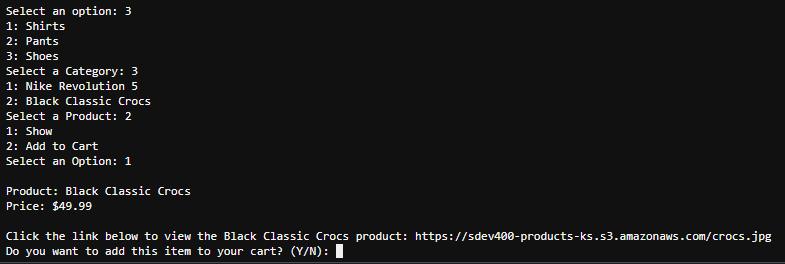 Select an option: 3
1: Shirts
2: Pants
3: Shoes
Select a Category: 3
1: Nike Revolution 5
2: Black Classic Crocs
Select a Product: 2
1: Show
2: Add to Cart
Select an Option: 1
Product: Black Classic Crocs
Price: $49.99
Click the link below to view the Black Classic Crocs product: https://sdev400-products-ks.s3.amazonaws.com/crocs.jpg
Do you want to add this item to your cart? (Y/N):